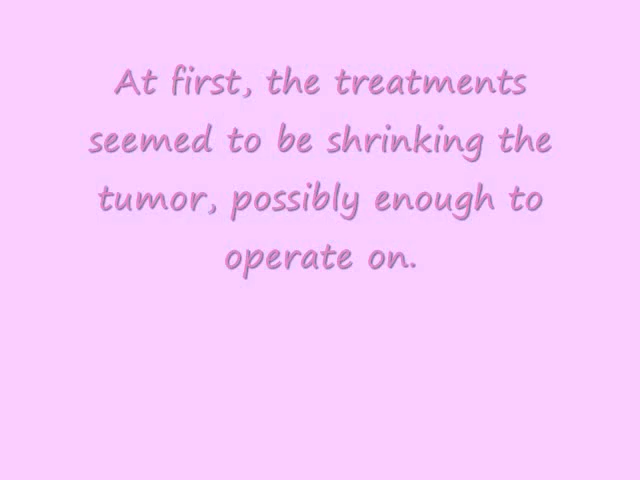 At first, the treatments
seemed to be shrinking the
tumor, possibly enough to
operate on.